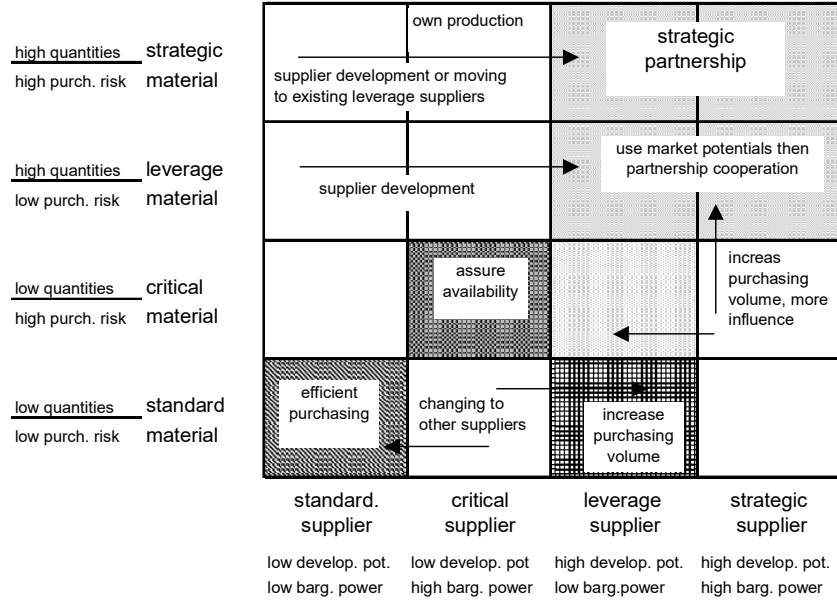 own production
high quantities strategic
high purch. risk material
supplier development or moving
to existing leverage suppliers
strategic
partnership
high quantities leverage
low purch. risk material
supplier development
use market potentials then
partnership cooperation
low quantities critical
high purch. risk material
assure
availability
increas
purchasing
volume, more
influence
low quantities standard
low purch. risk material
efficient
purchasing
changing to
other suppliers
increase
purchasing
volume
standard.
supplier
critical
supplier
leverage
supplier
strategic
supplier
low develop. pot.
low barg. power
low develop. pot
high barg. power
high develop. pot.
low barg.power
high develop. pot.
high barg. power